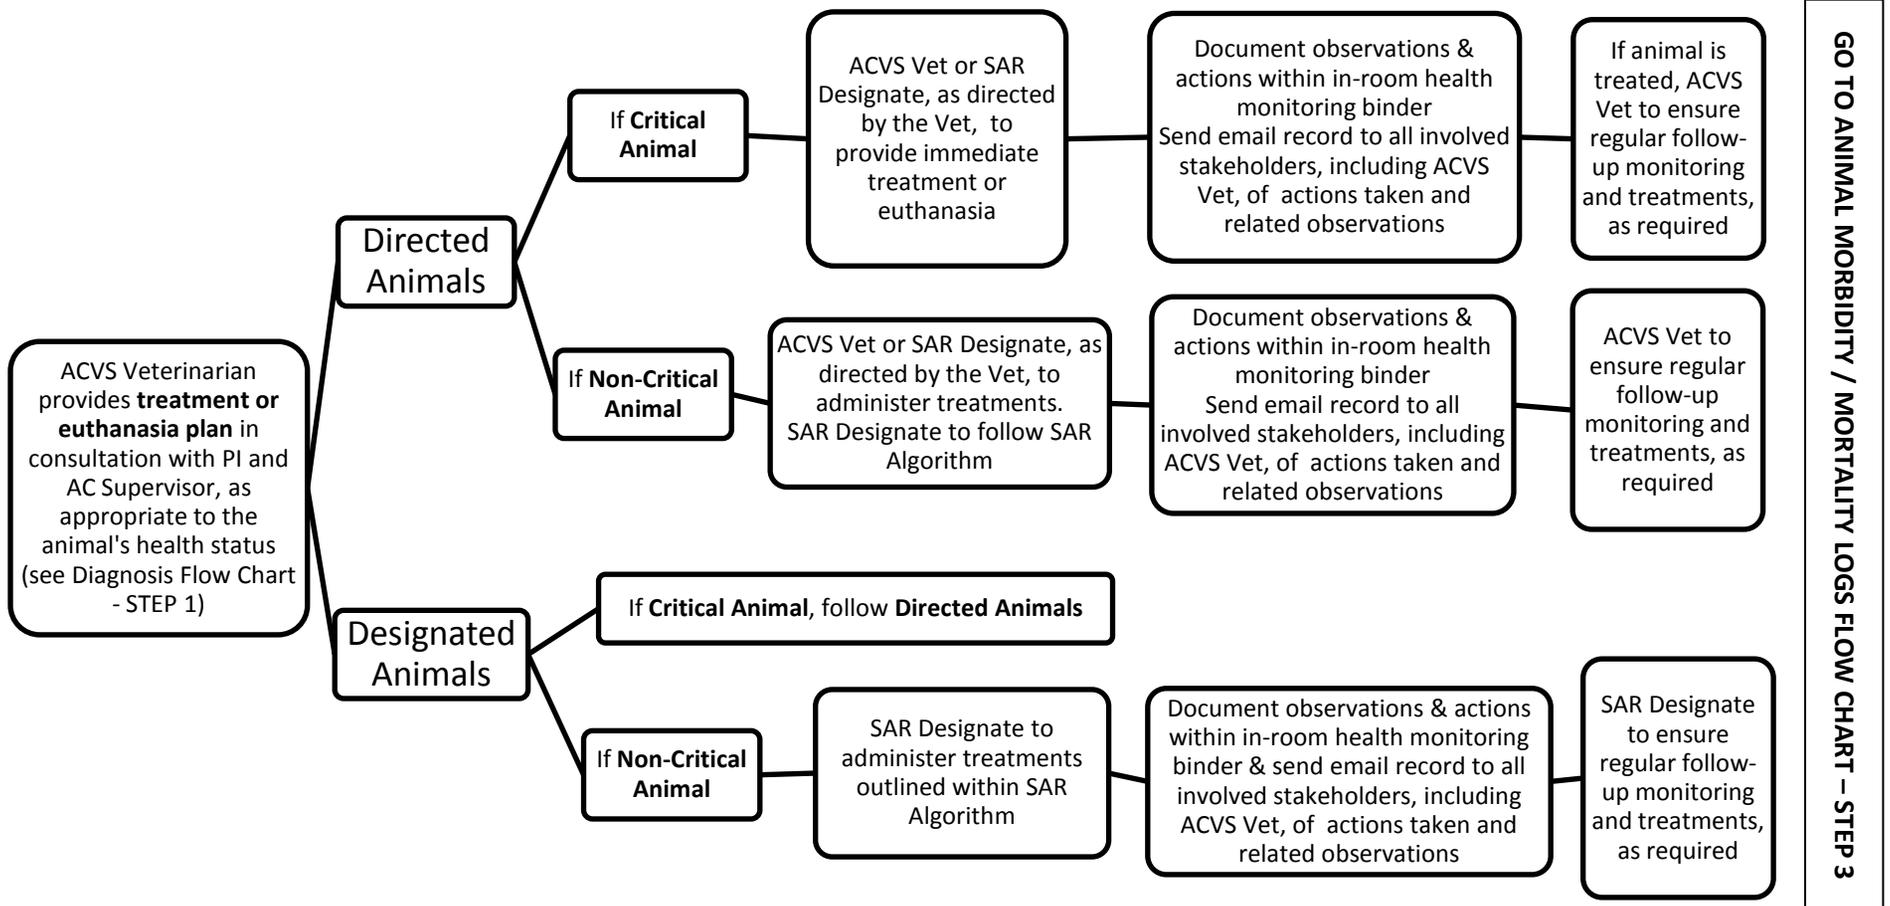 ACVS Veterinarian
provides treatment or
euthanasia plan in
consultation with PI and
AC Supervisor, as
appropriate to the
animal's health status
(see Diagnosis Flow Chart
- STEP 1)
Directed
Animals
If Critical
Animal
ACVS Vet or SAR
Designate, as directed
by the Vet, to
provide immediate
treatment or
euthanasia
Document observations &
actions within in-room health
monitoring binder
Send email record to all involved
stakeholders, including ACVS
Vet, of actions taken and
related observations
If animal is
treated, ACVS
Vet to ensure
regular follow-
up monitoring
and treatments,
as required
If Non-Critical
Animal
ACVS Vet or SAR Designate, as
directed by the Vet, to
administer treatments.
SAR Designate to follow SAR
Algorithm
Document observations &
actions within in-room health
monitoring binder
Send email record to all
involved stakeholders, including
ACVS Vet, of actions taken and
related observations
ACVS Vet to
ensure regular
follow-up
monitoring and
treatments, as
required
Designated
Animals
If Critical Animal, follow Directed Animals
If Non-Critical
Animal
SAR Designate to
administer treatments
outlined within SAR
Algorithm
Document observations & actions
within in-room health monitoring
binder & send email record to all
involved stakeholders, including
ACVS Vet, of actions taken and
related observations
SAR Designate
to ensure
regular follow-
up monitoring
and treatments,
as required
GO TO ANIMAL MORBIDITY / MORTALITY LOGS FLOW CHART – STEP 3